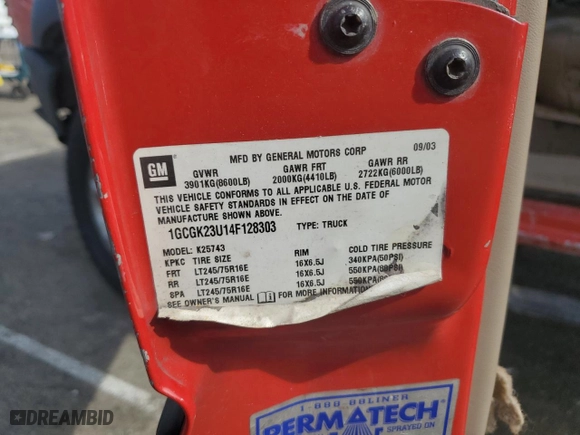 GM
MFD BY GENERAL MOTORS CORP 09/03
GVWR GAWR FRT GAWR RR
3901KG(8600LB) 2000KG(4410LB) 2722KG(6000LB)
THIS VEHICLE CONFORMS TO ALL APPLICABLE U.S. FEDERAL MOTOR
VEHICLE SAFETY STANDARDS IN EFFECT ON THE DATE OF
MANUFACTURE SHOWN ABOVE.
1GCGK23U14F128303 TYPE: TRUCK
MODEL: K25743
KPKC TIRE SIZE RIM COLD TIRE PRESSURE
FRT LT245/75R16E 16X6.5J 340KPA(50PSI)
RR LT245/75R16E 16X6.5J 550KPA(80PSI)
SPA LT245/75R16E 16X6.5J
SEE OWNER'S MANUAL FOR MORE INFORMATION
1-800 88LINER
PERMATECH
SPRAYED ON
DREAMBID